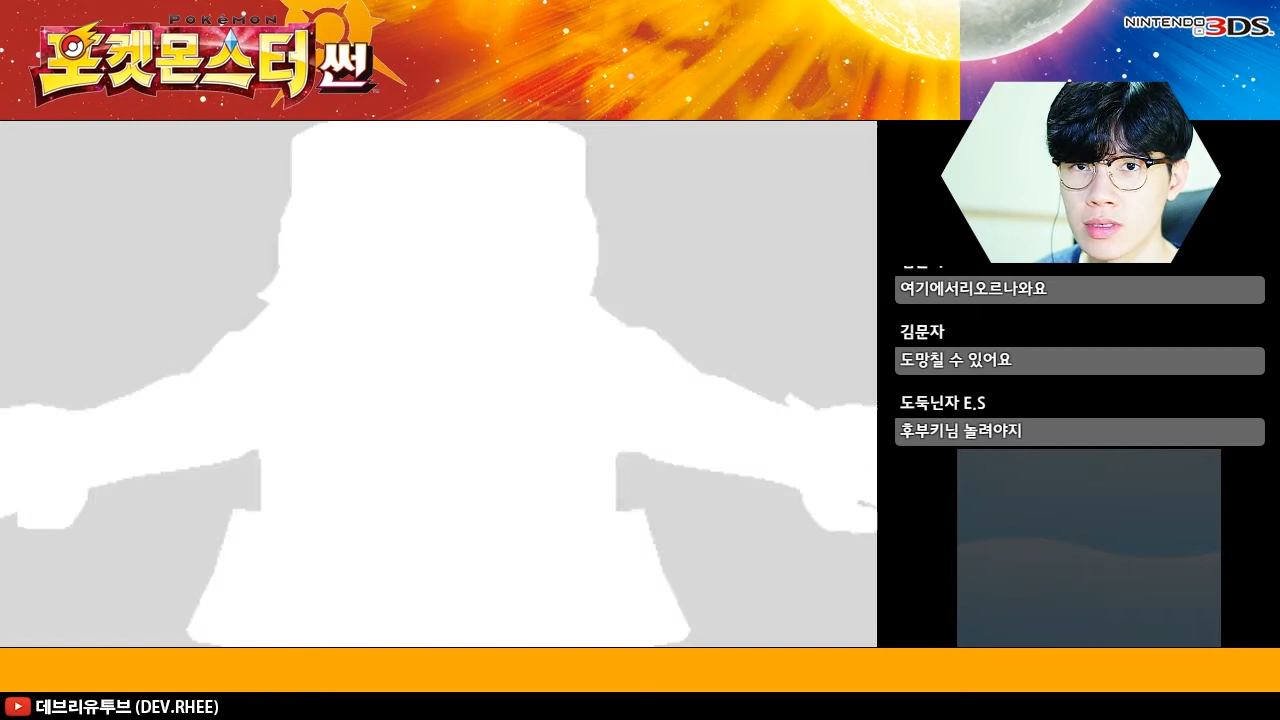 POKéMON
포켓몬스터 썬
NINTENDO 3DS
여기에서리오르나와요
김문자
도망칠 수 있어요
도둑닌자 E.S
후부키님 놀려야지
데브리유투브 (DEV.RHEE)